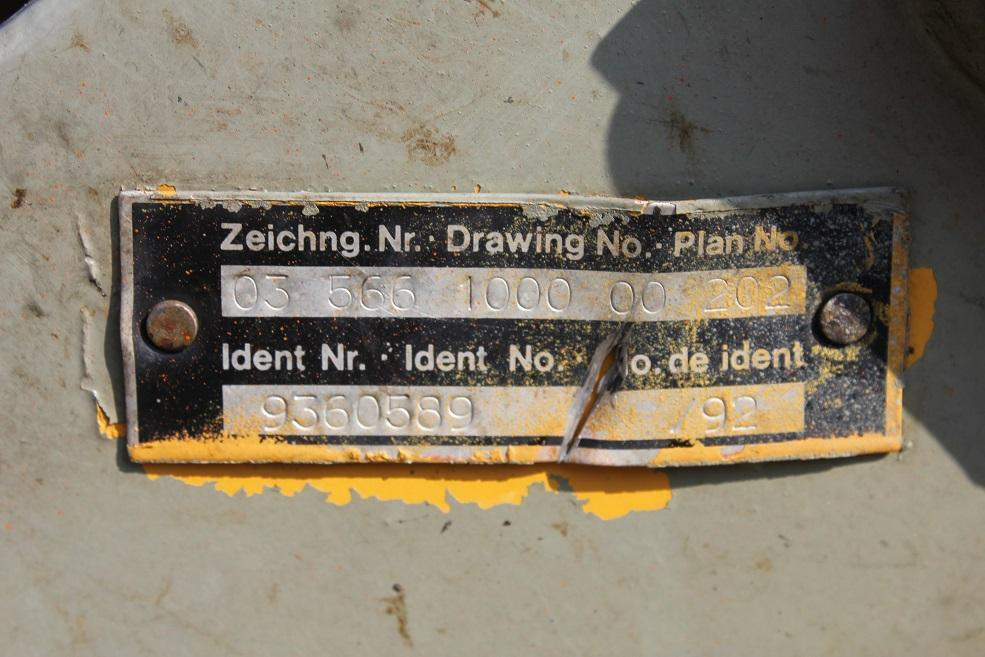 Zeichng. Nr. · Drawing No. · Plan No
03 566 1000 00 202
Ident Nr. · Ident No. o. de ident
9360589 /92